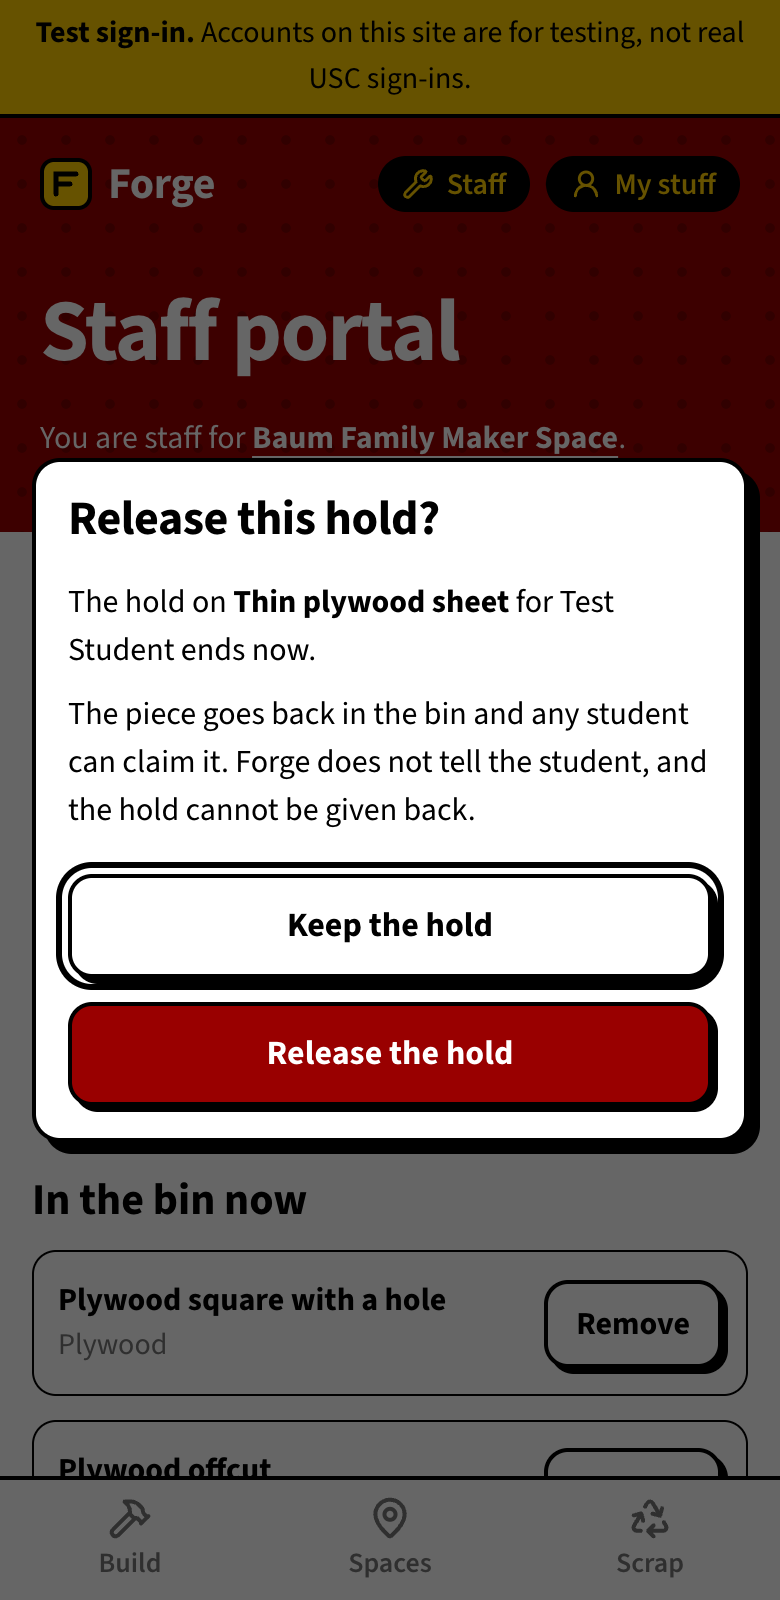 Test sign-in. Accounts on this site are for testing, not real
USC sign-ins.
F Forge
Staff
My stuff
Staff portal
You are staff for Baum Family Maker Space.
Release this hold?
The hold on Thin plywood sheet for Test
Student ends now.
The piece goes back in the bin and any student
can claim it. Forge does not tell the student, and
the hold cannot be given back.
Keep the hold
Release the hold
In the bin now
Plywood square with a hole
Plywood
Remove
Plywood offcut
Build
Spaces
Scrap